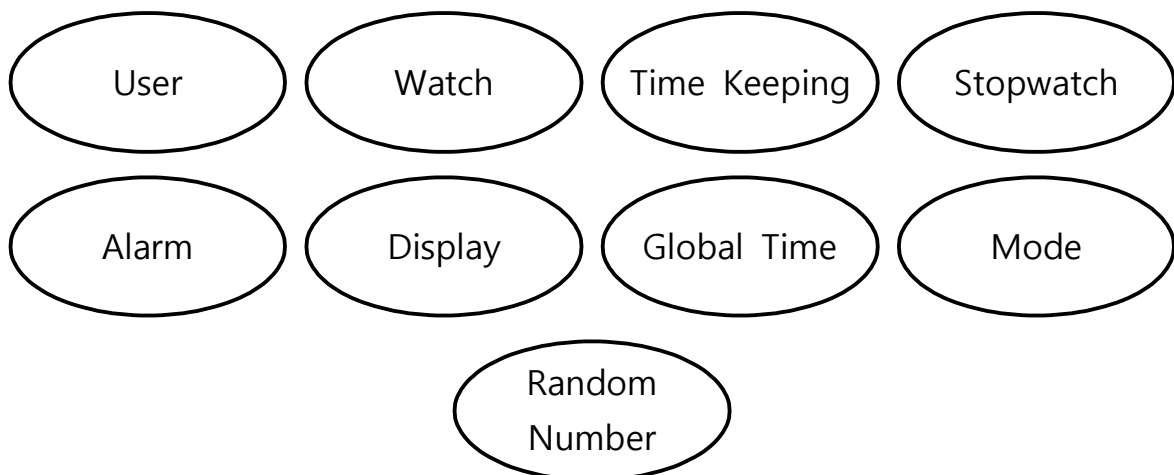 User
Watch
Time Keeping
Stopwatch
Alarm
Display
Global Time
Mode
Random
Number